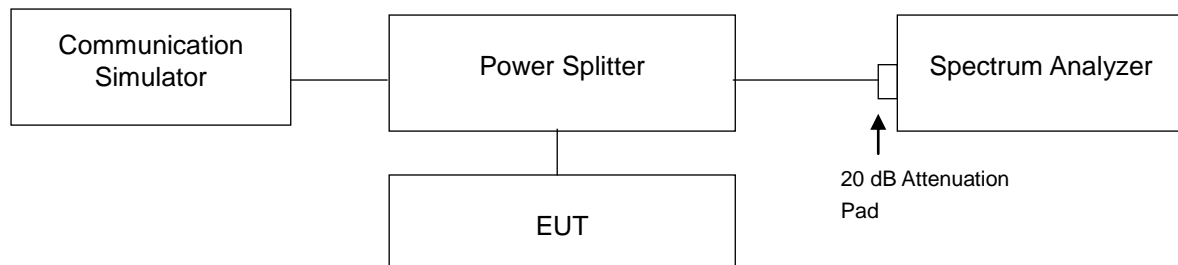 Communication
Simulator
Power Splitter
Spectrum Analyzer
20 dB Attenuation
Pad
EUT